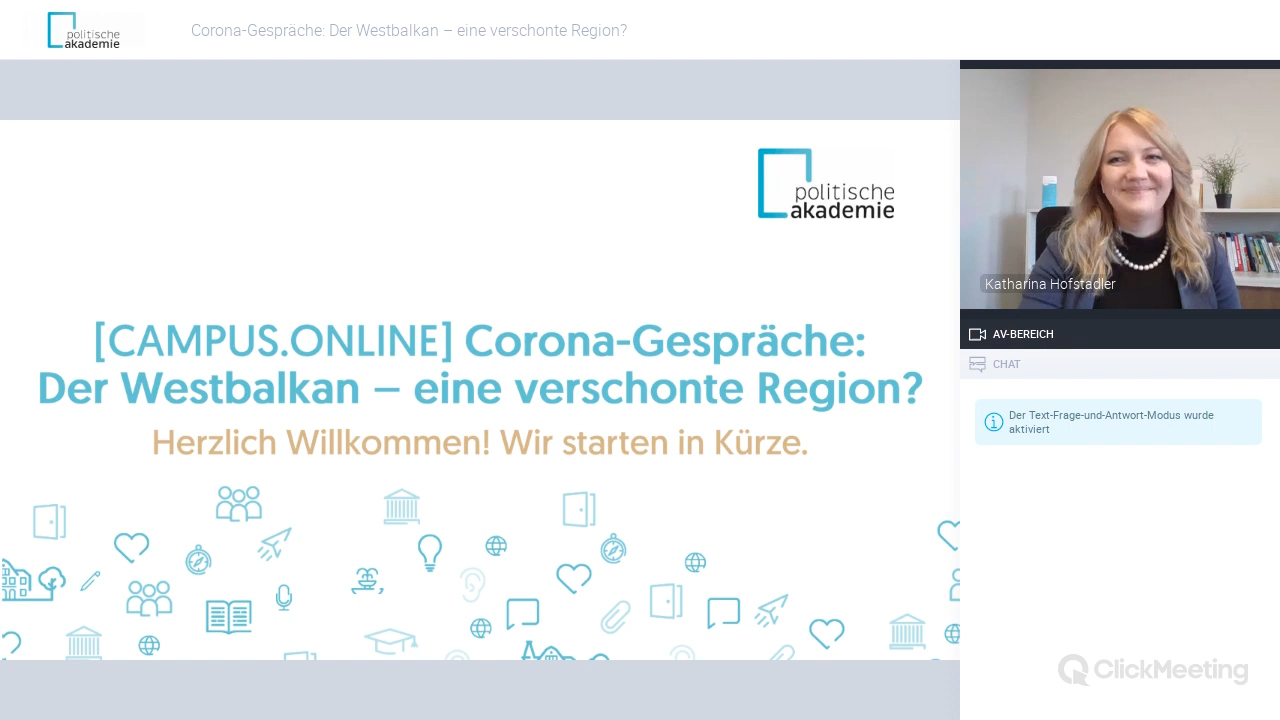 politische
akademie
Corona-Gespräche: Der Westbalkan – eine verschonte Region?
politische
akademie
[CAMPUS.ONLINE] Corona-Gespräche:
Der Westbalkan – eine verschonte Region?
Herzlich Willkommen! Wir starten in Kürze.
Katharina Hofstadler
AV-BEREICH
CHAT
Der Text-Frage-und-Antwort-Modus wurde
aktiviert
ClickMeeting